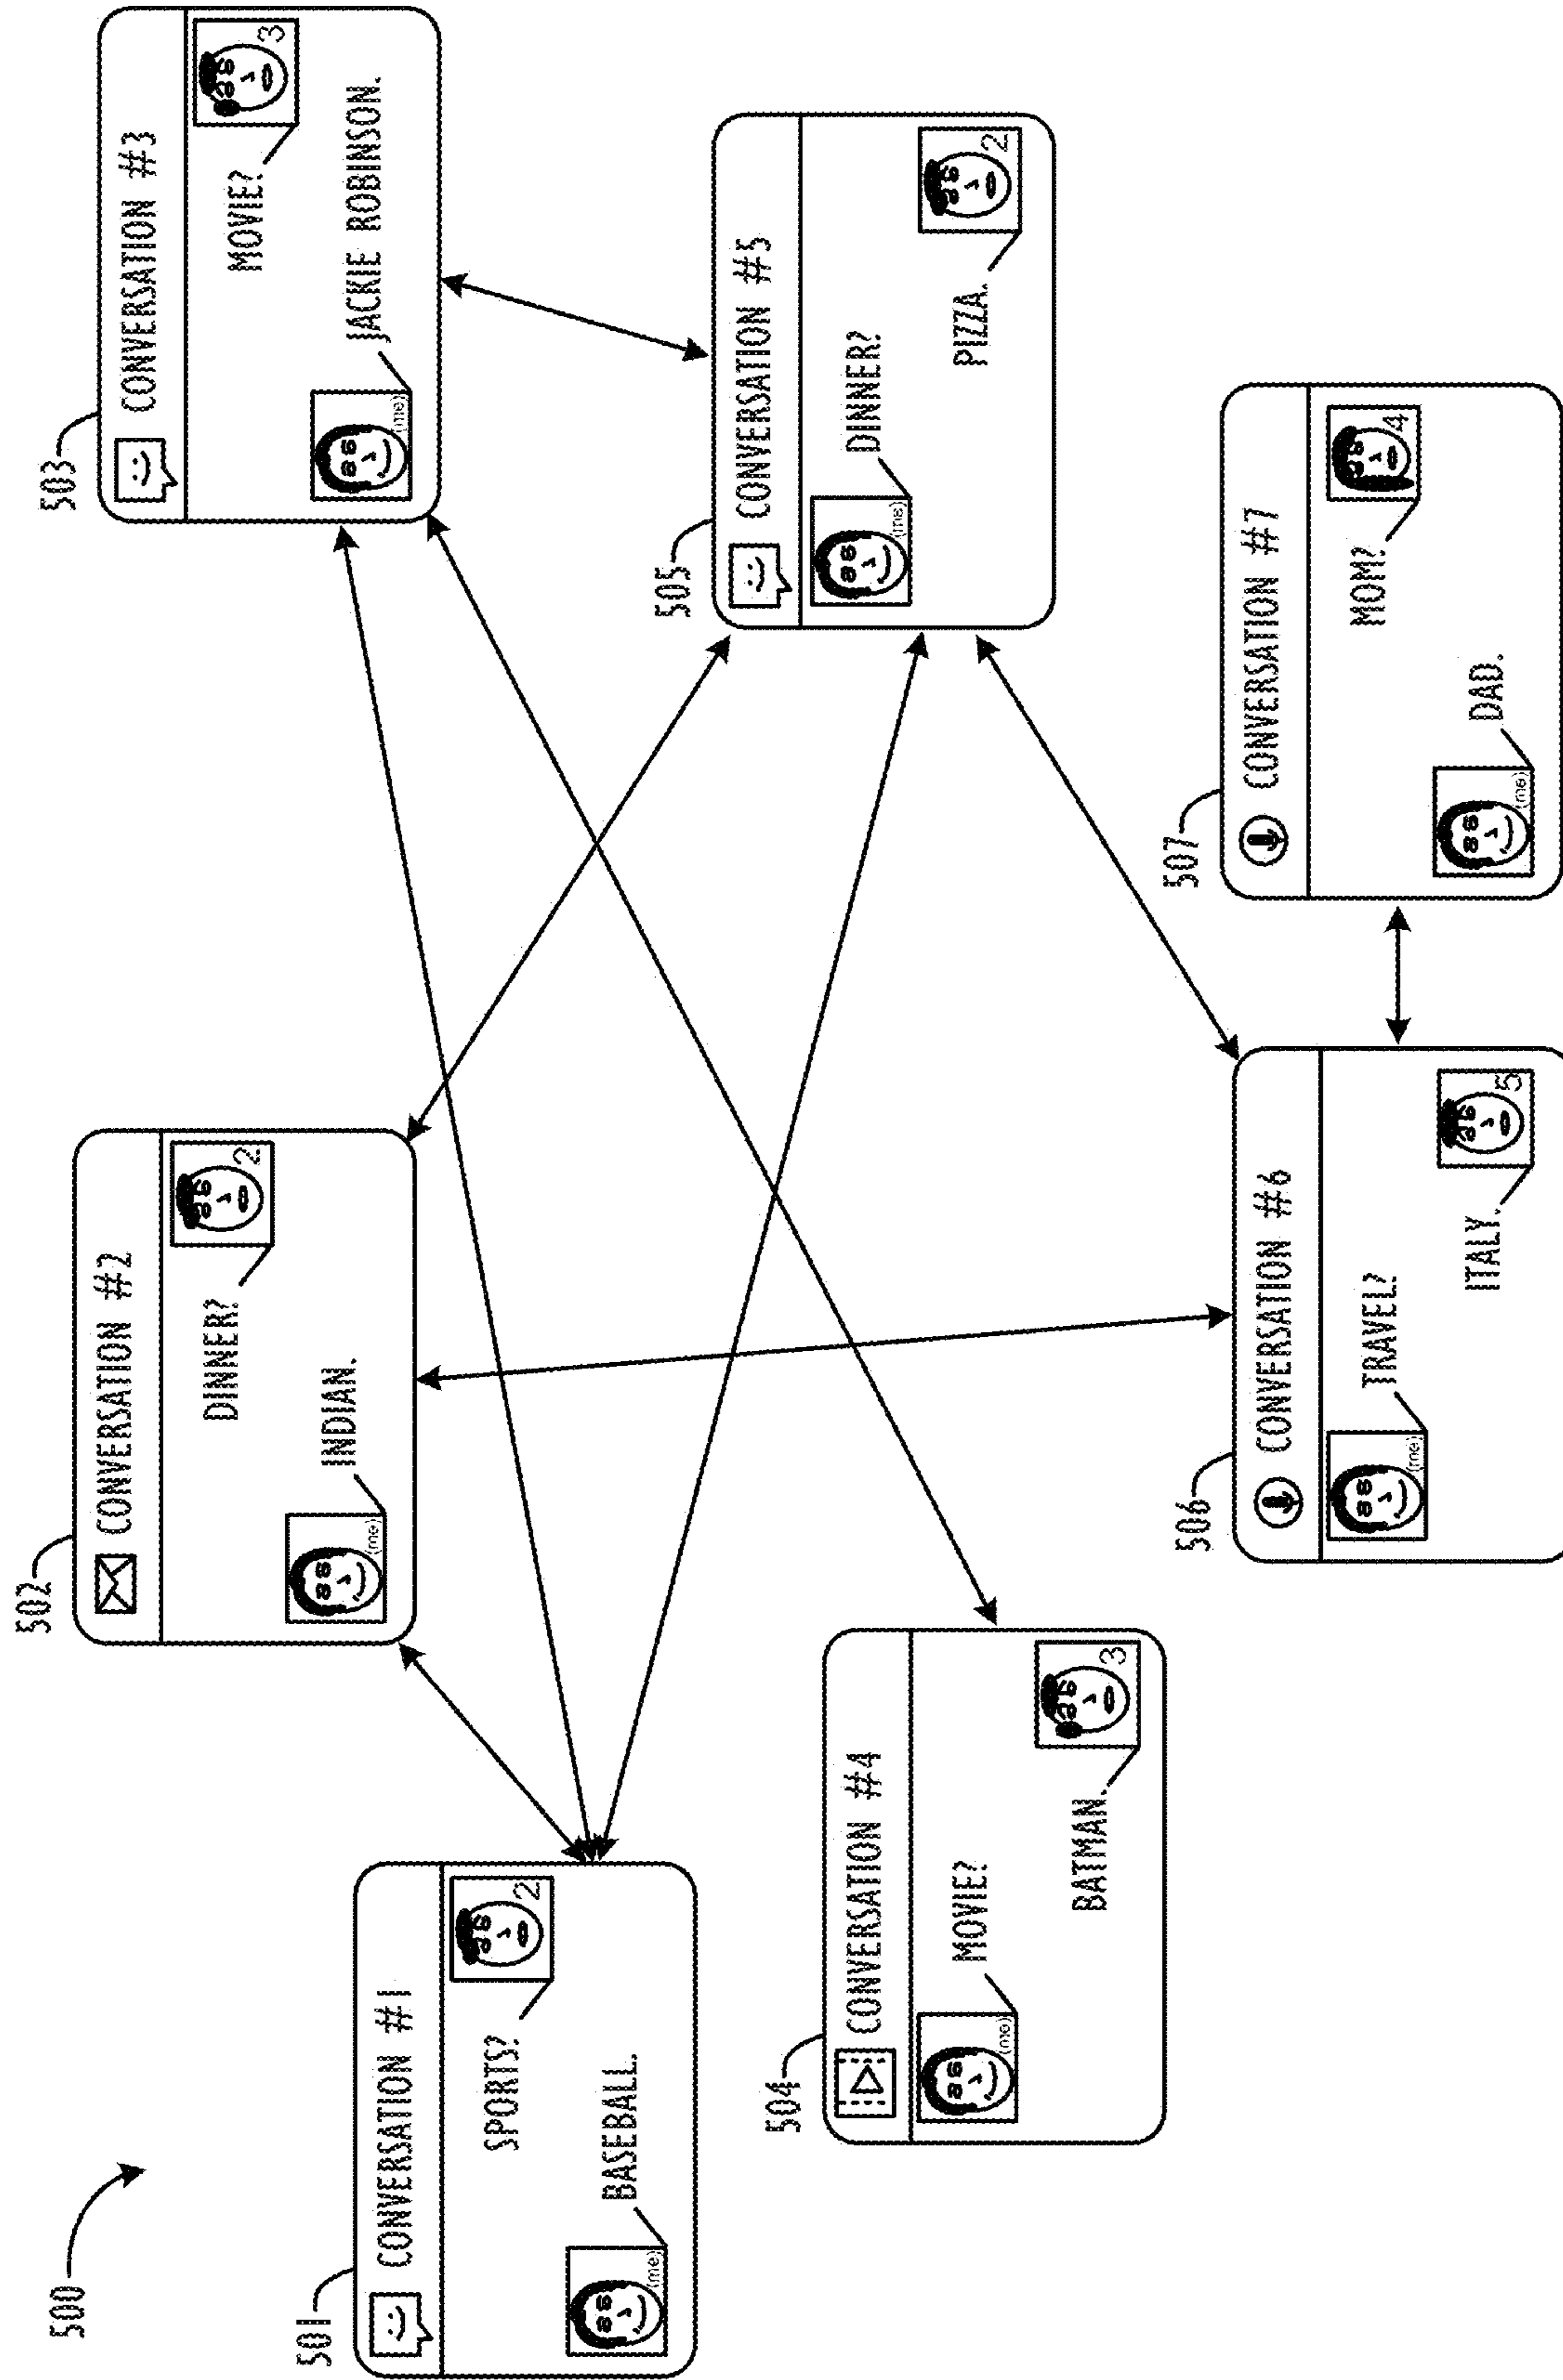 500
501
CONVERSATION #1
SPORTS?
2
BASEBALL.
(me)
502
CONVERSATION #2
DINNER?
2
INDIAN.
(me)
503
CONVERSATION #3
MOVIE?
3
JACKIE ROBINSON.
(me)
504
CONVERSATION #4
MOVIE?
(me)
BATMAN.
3
505
CONVERSATION #5
DINNER?
(me)
PIZZA.
2
506
CONVERSATION #6
TRAVEL?
(me)
ITALY.
5
507
CONVERSATION #7
MOM?
4
DAD.
(me)